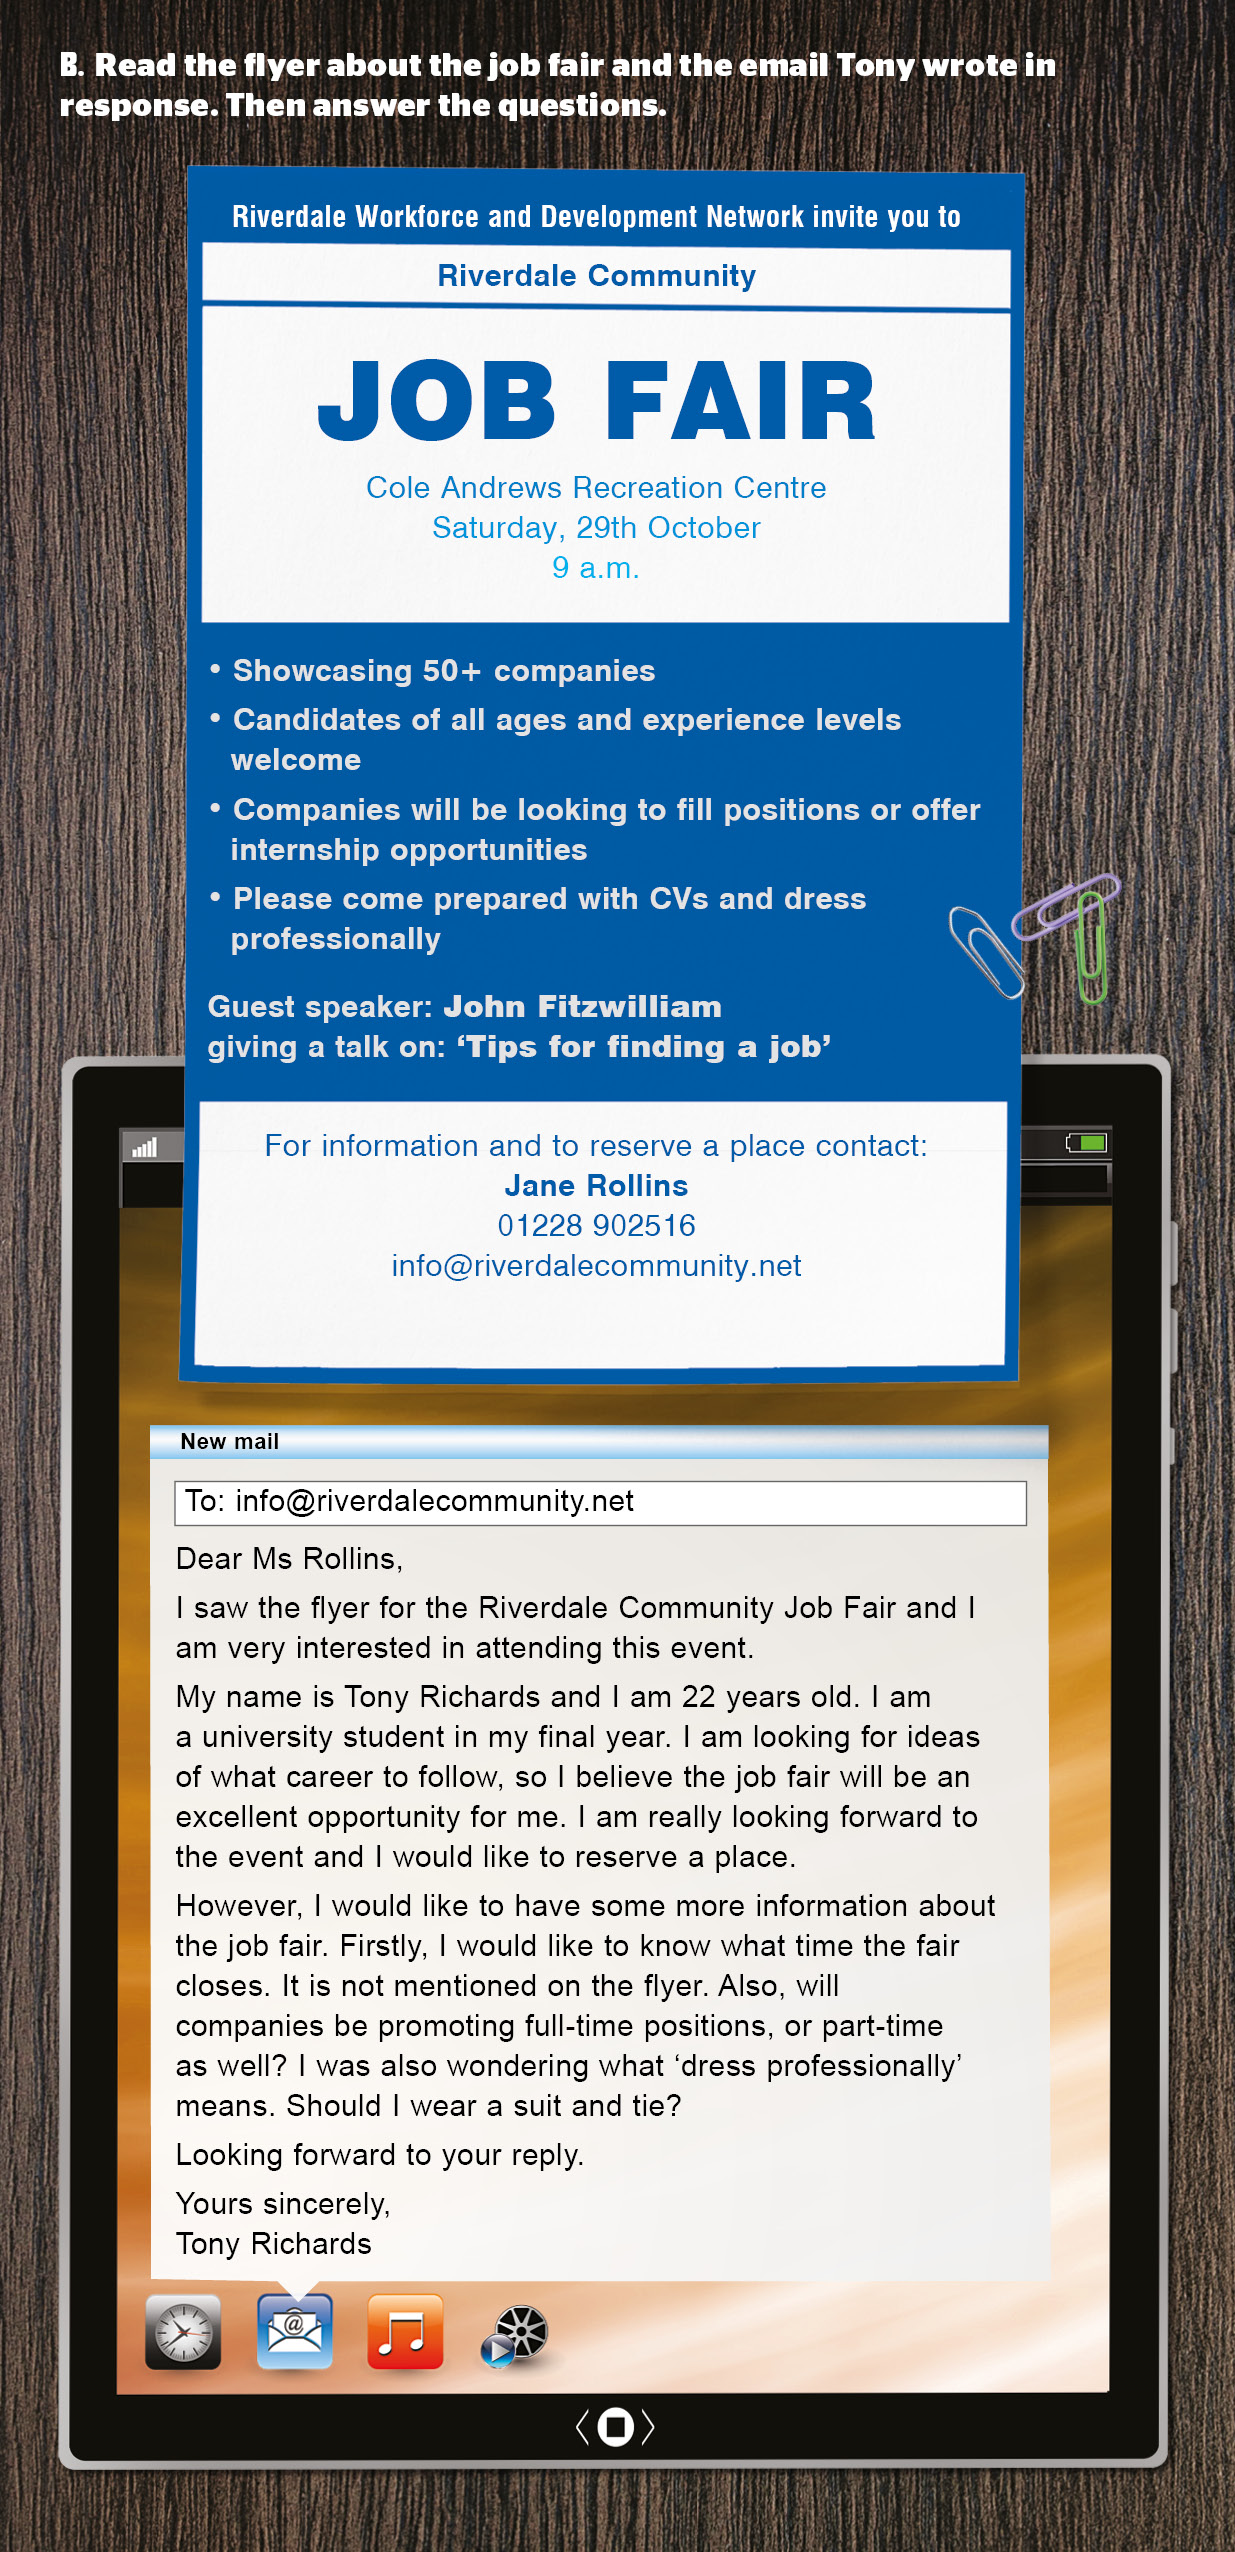 B. Read the flyer about the job fair and the email Tony wrote in
response. Then answer the questions.
Riverdale Workforce and Development Network invite you to
Riverdale Community
JOB FAIR
Cole Andrews Recreation Centre
Saturday, 29th October
9 a.m.
• Showcasing 50+ companies
• Candidates of all ages and experience levels
welcome
• Companies will be looking to fill positions or offer
internship opportunities
• Please come prepared with CVs and dress
professionally
Guest speaker: John Fitzwilliam
giving a talk on: ‘Tips for finding a job’
For information and to reserve a place contact:
Jane Rollins
01228 902516
info@riverdalecommunity.net
New mail
To: info@riverdalecommunity.net
Dear Ms Rollins,
I saw the flyer for the Riverdale Community Job Fair and I
am very interested in attending this event.
My name is Tony Richards and I am 22 years old. I am
a university student in my final year. I am looking for ideas
of what career to follow, so I believe the job fair will be an
excellent opportunity for me. I am really looking forward to
the event and I would like to reserve a place.
However, I would like to have some more information about
the job fair. Firstly, I would like to know what time the fair
closes. It is not mentioned on the flyer. Also, will
companies be promoting full-time positions, or part-time
as well? I was also wondering what ‘dress professionally’
means. Should I wear a suit and tie?
Looking forward to your reply.
Yours sincerely,
Tony Richards